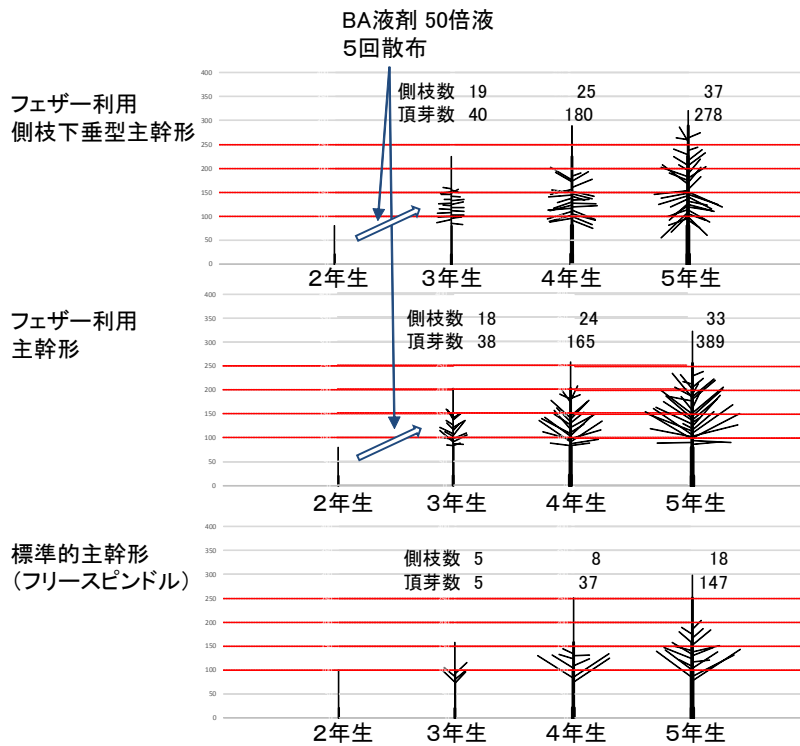 BA液剤 50倍液
5回散布
フェザー利用
側枝下垂型主幹形
400
350
300
250
200
150
100
50
0
側枝数 19 25 37
頂芽数 40 180 278
2年生 3年生 4年生 5年生
フェザー利用
主幹形
400
350
300
250
200
150
100
50
0
側枝数 18 24 33
頂芽数 38 165 389
2年生 3年生 4年生 5年生
標準的主幹形
(フリースピンドル)
400
350
300
250
200
150
100
50
0
側枝数 5 8 18
頂芽数 5 37 147
2年生 3年生 4年生 5年生